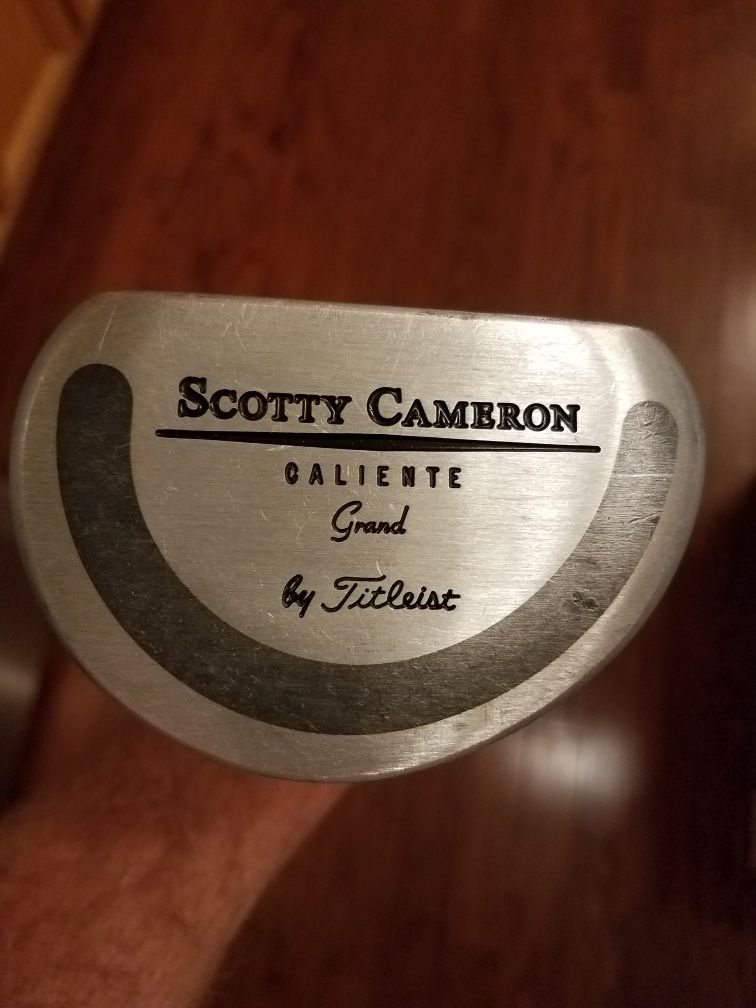 SCOTTY CAMERON
CALIENTE
Grand
by Titleist